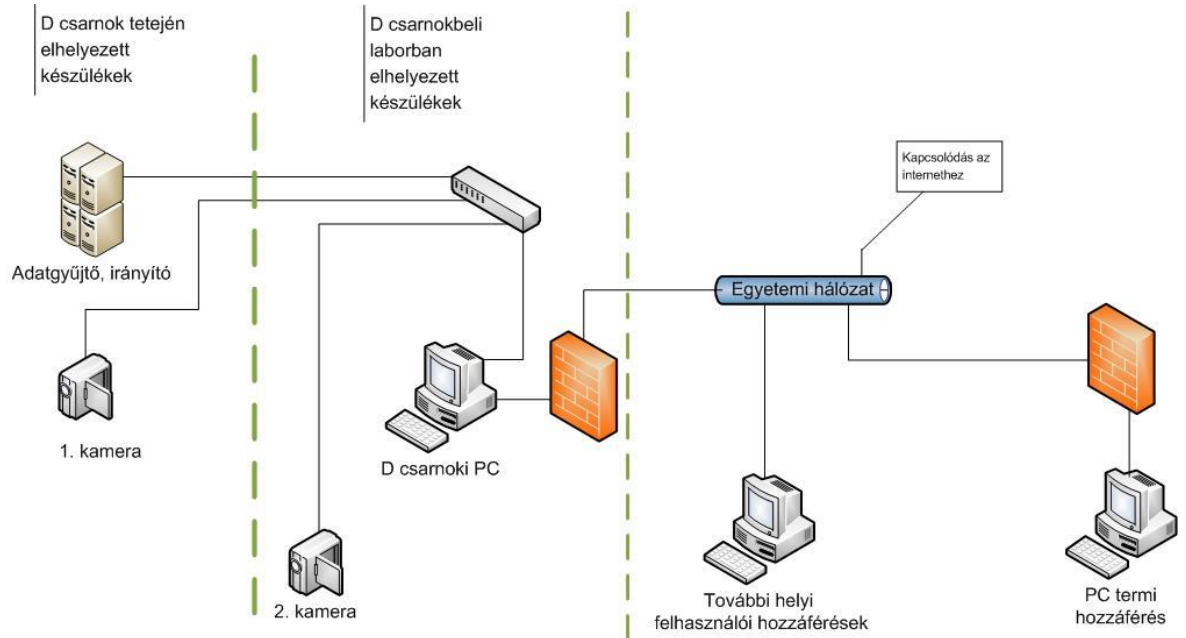 D csarnok tetején
elhelyezett
készülékek
D csarnokbeli
laborban
elhelyezett
készülékek
Kapcsolódás az
internethez
Adatgyűjtő, irányító
Egyetemi hálózat
1. kamera
D csarnoki PC
2. kamera
További helyi
felhasználói hozzáférések
PC termi
hozzáférés